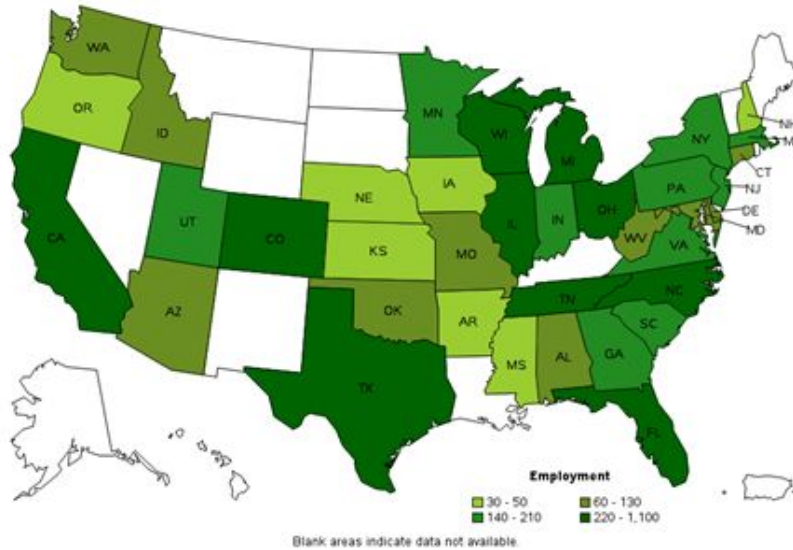 WA
OR
ID
MN
WI
MI
NY
NH
M
CT
PA
NJ
NE
IA
IL
IN
OH
DE
MD
CA
UT
CO
KS
MO
WV
VA
AZ
OK
AR
TN
NC
SC
TX
MS
AL
GA
FL
Employment
30 - 50
60 - 130
140 - 210
220 - 1,100
Blank areas indicate data not available.